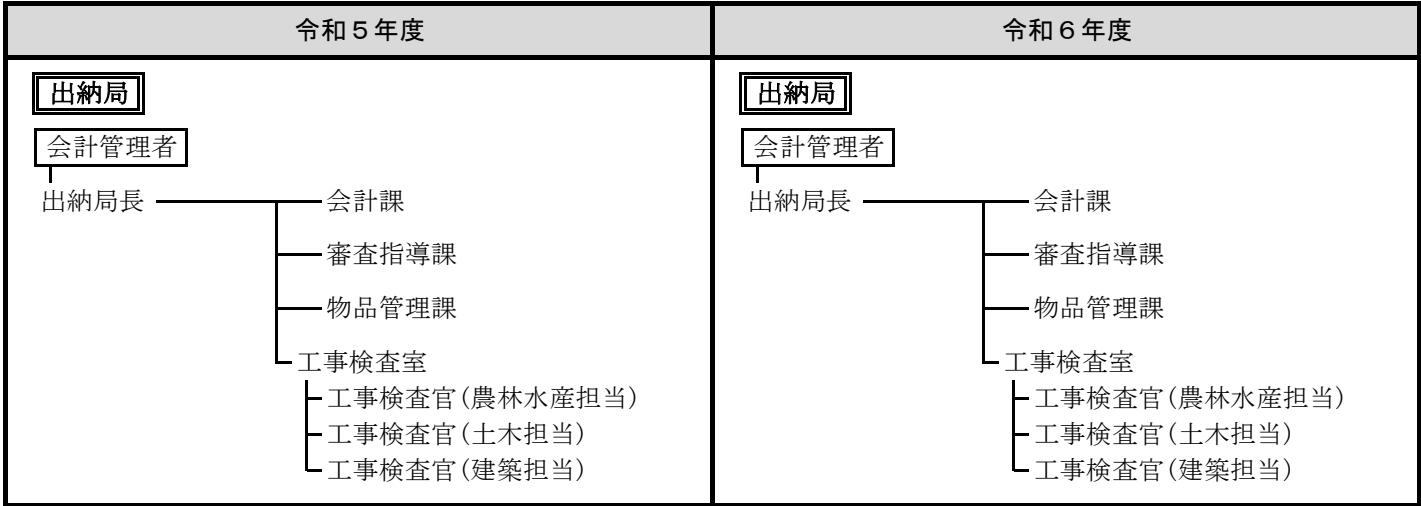 令和５年度
出納局
会計管理者
出納局長
会計課
審査指導課
物品管理課
工事検査室
工事検査官(農林水産担当)
工事検査官(土木担当)
工事検査官(建築担当)
令和６年度
出納局
会計管理者
出納局長
会計課
審査指導課
物品管理課
工事検査室
工事検査官(農林水産担当)
工事検査官(土木担当)
工事検査官(建築担当)